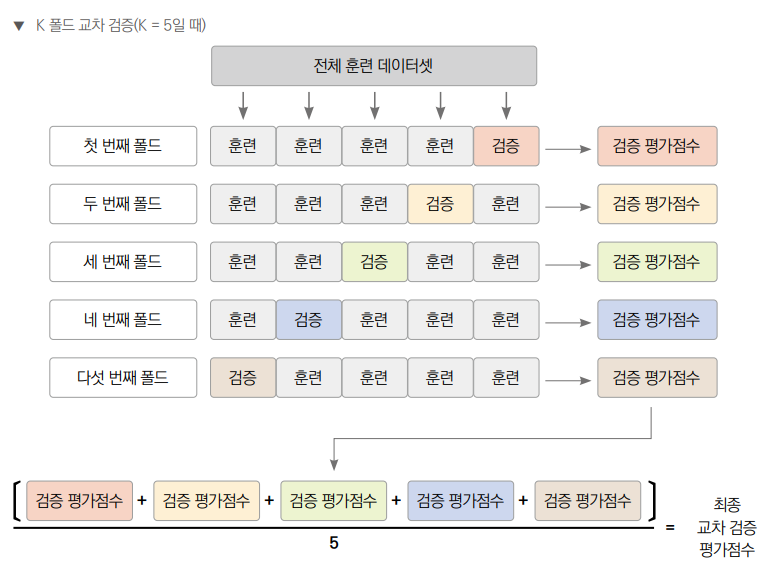 ▼ K 폴드 교차 검증(K = 5일 때)
전체 훈련 데이터셋
첫 번째 폴드 훈련 훈련 훈련 훈련 검증 검증 평가점수
두 번째 폴드 훈련 훈련 훈련 검증 훈련 검증 평가점수
세 번째 폴드 훈련 훈련 검증 훈련 훈련 검증 평가점수
네 번째 폴드 훈련 검증 훈련 훈련 훈련 검증 평가점수
다섯 번째 폴드 검증 훈련 훈련 훈련 훈련 검증 평가점수
[검증 평가점수 + 검증 평가점수 + 검증 평가점수 + 검증 평가점수 + 검증 평가점수]
5
=
최종
교차 검증
평가점수